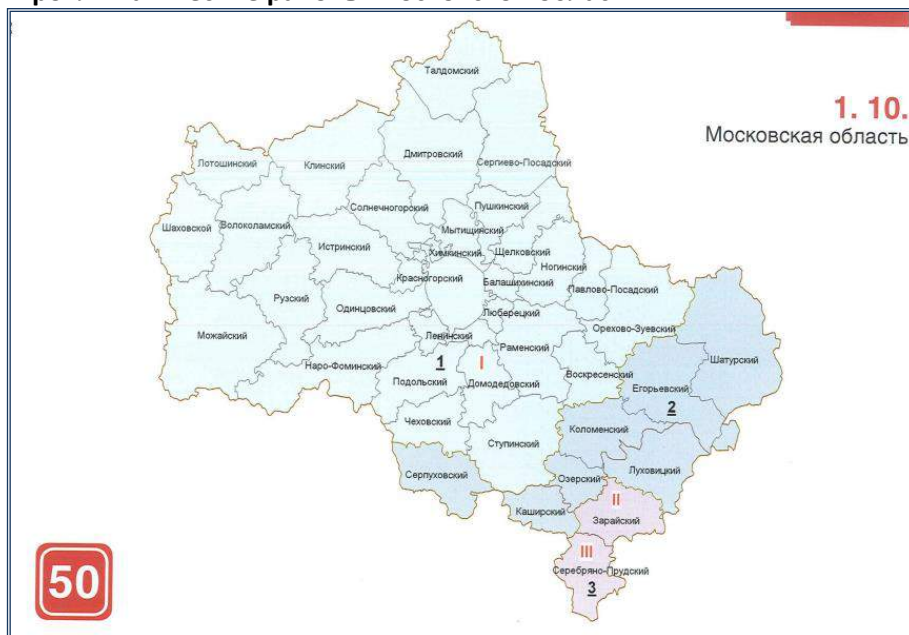 1. 10.
Московская область
Талдомский
Дмитровский
Сергиево-Посадский
Лотошинский
Клинский
Солнечногорский
Пушкинский
Шаховской
Волоколамский
Мытищинский
Истринский
Химкинский
Щелковский
Ногинский
Красногорский
Балашихинский
Павлово-Посадский
Рузский
Одинцовский
Люберецкий
Можайский
Ленинский
Орехово-Зуевский
Раменский
Шатурский
1
I
Наро-Фоминский
Воскресенский
Подольский
Домодедовский
Егорьевский
2
Чеховский
Коломенский
Ступинский
Серпуховский
Озерский
Луховицкий
Каширский
II
Зарайский
III
Серебряно-Прудский
3
50